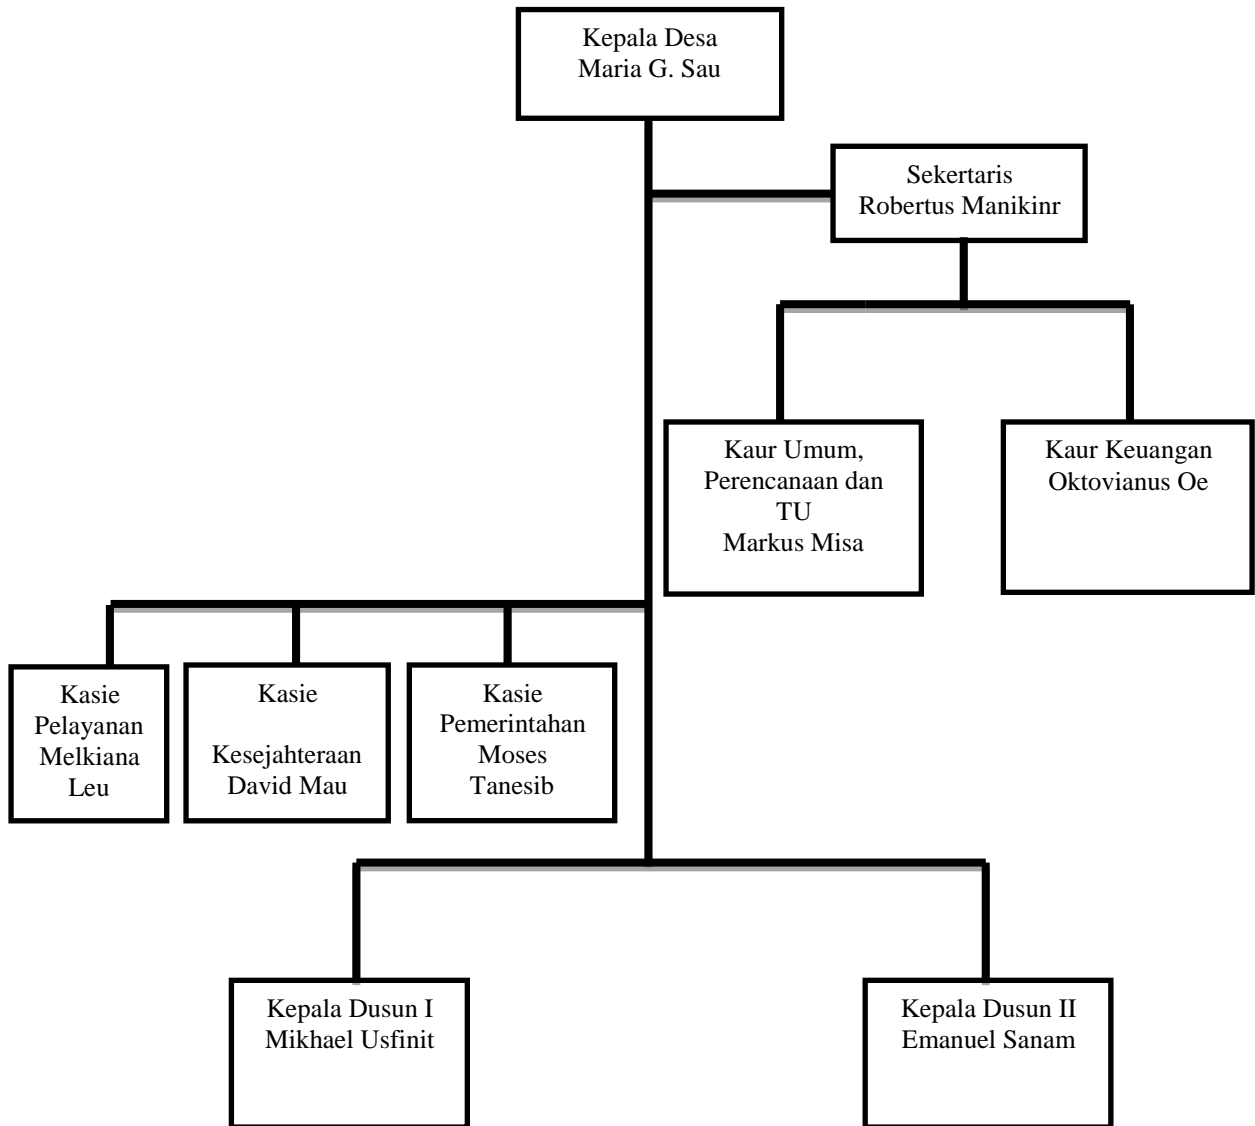 Kepala Desa
Maria G. Sau
Sekertaris
Robertus Manikinr
Kaur Umum,
Perencanaan dan
TU
Markus Misa
Kaur Keuangan
Oktovianus Oe
Kasie
Pelayanan
Melkiana
Leu
Kasie
Kesejahteraan
David Mau
Kasie
Pemerintahan
Moses
Tanesib
Kepala Dusun I
Mikhael Usfinit
Kepala Dusun II
Emanuel Sanam